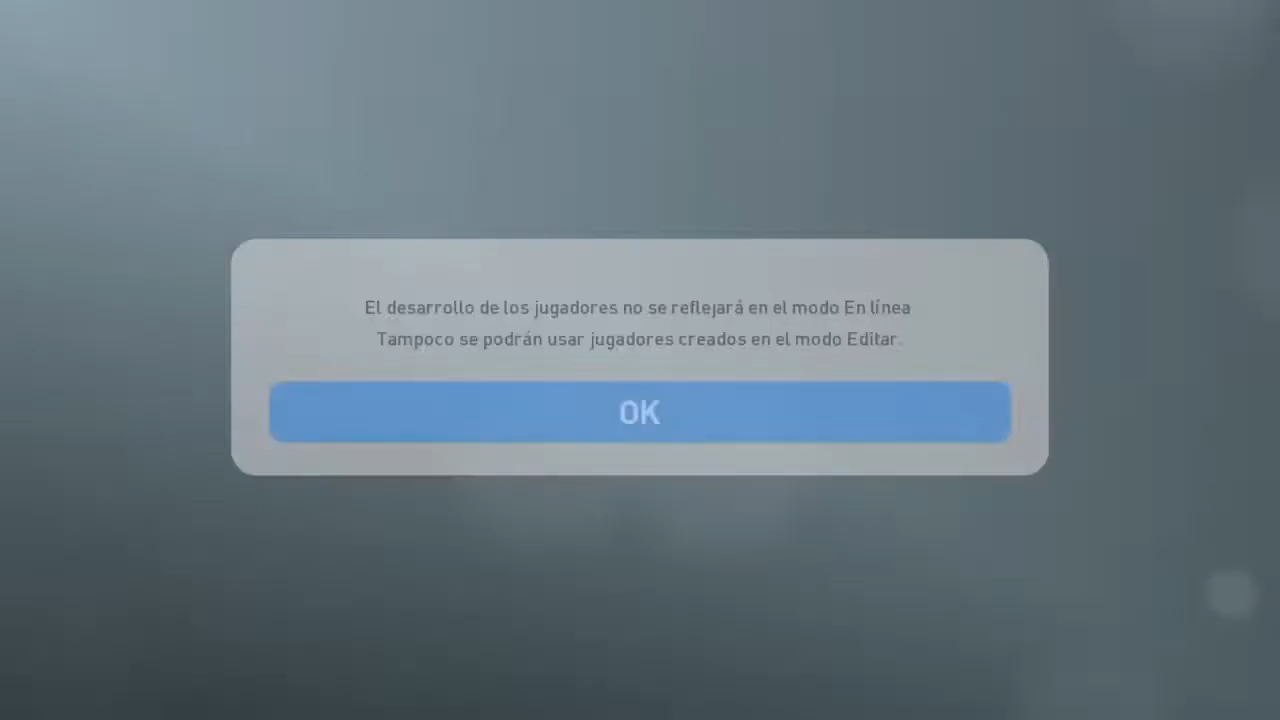 El desarrollo de los jugadores no se reflejará en el modo En línea
Tampoco se podrán usar jugadores creados en el modo Editar.
OK